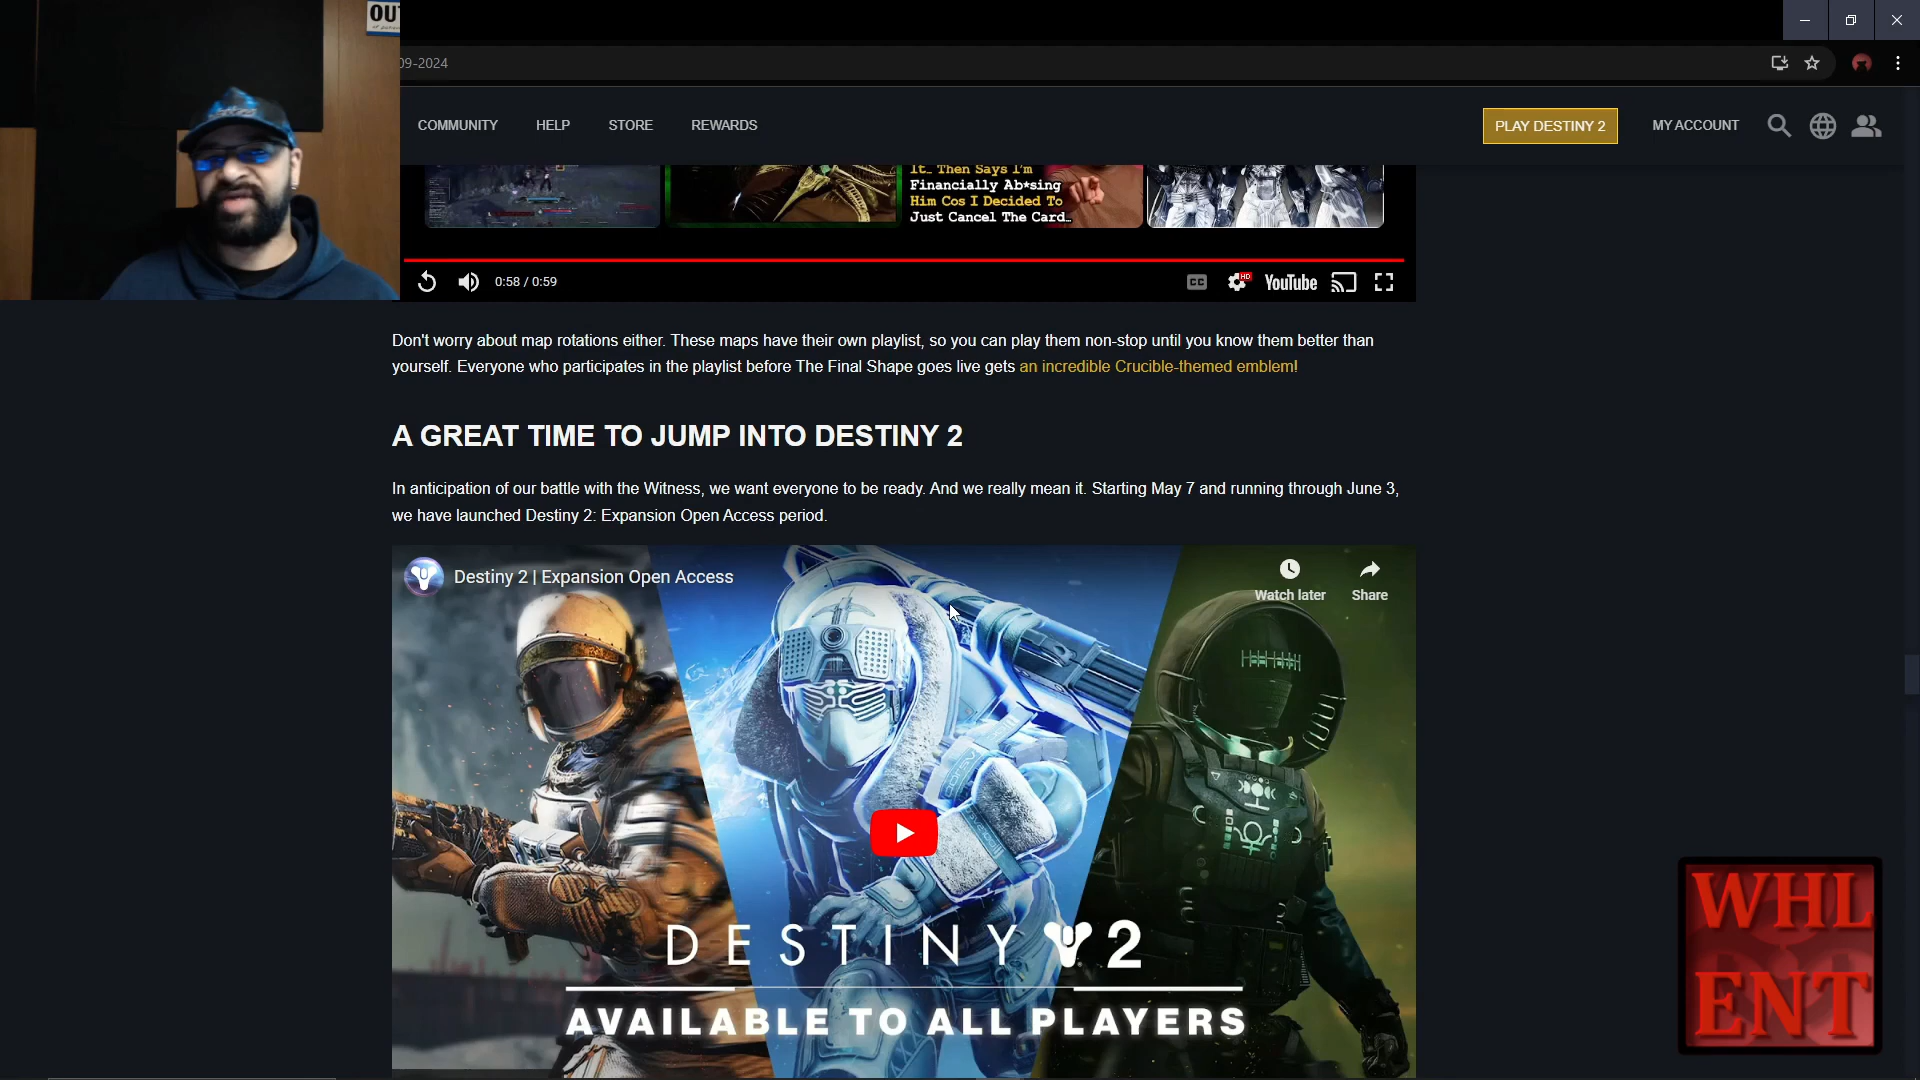 OU
09-2024
COMMUNITY HELP STORE REWARDS
PLAY DESTINY 2 MY ACCOUNT
It.. Then Says I'm
Financially Ab*sing
Him Cos I Decided To
Just Cancel The Card...
0:58 / 0:59
CC HD YouTube
Don't worry about map rotations either. These maps have their own playlist, so you can play them non-stop until you know them better than
yourself. Everyone who participates in the playlist before The Final Shape goes live gets an incredible Crucible-themed emblem!
A GREAT TIME TO JUMP INTO DESTINY 2
In anticipation of our battle with the Witness, we want everyone to be ready. And we really mean it. Starting May 7 and running through June 3,
we have launched Destiny 2: Expansion Open Access period.
Destiny 2 | Expansion Open Access
Watch later Share
DESTINY 2
AVAILABLE TO ALL PLAYERS
WHL
ENT